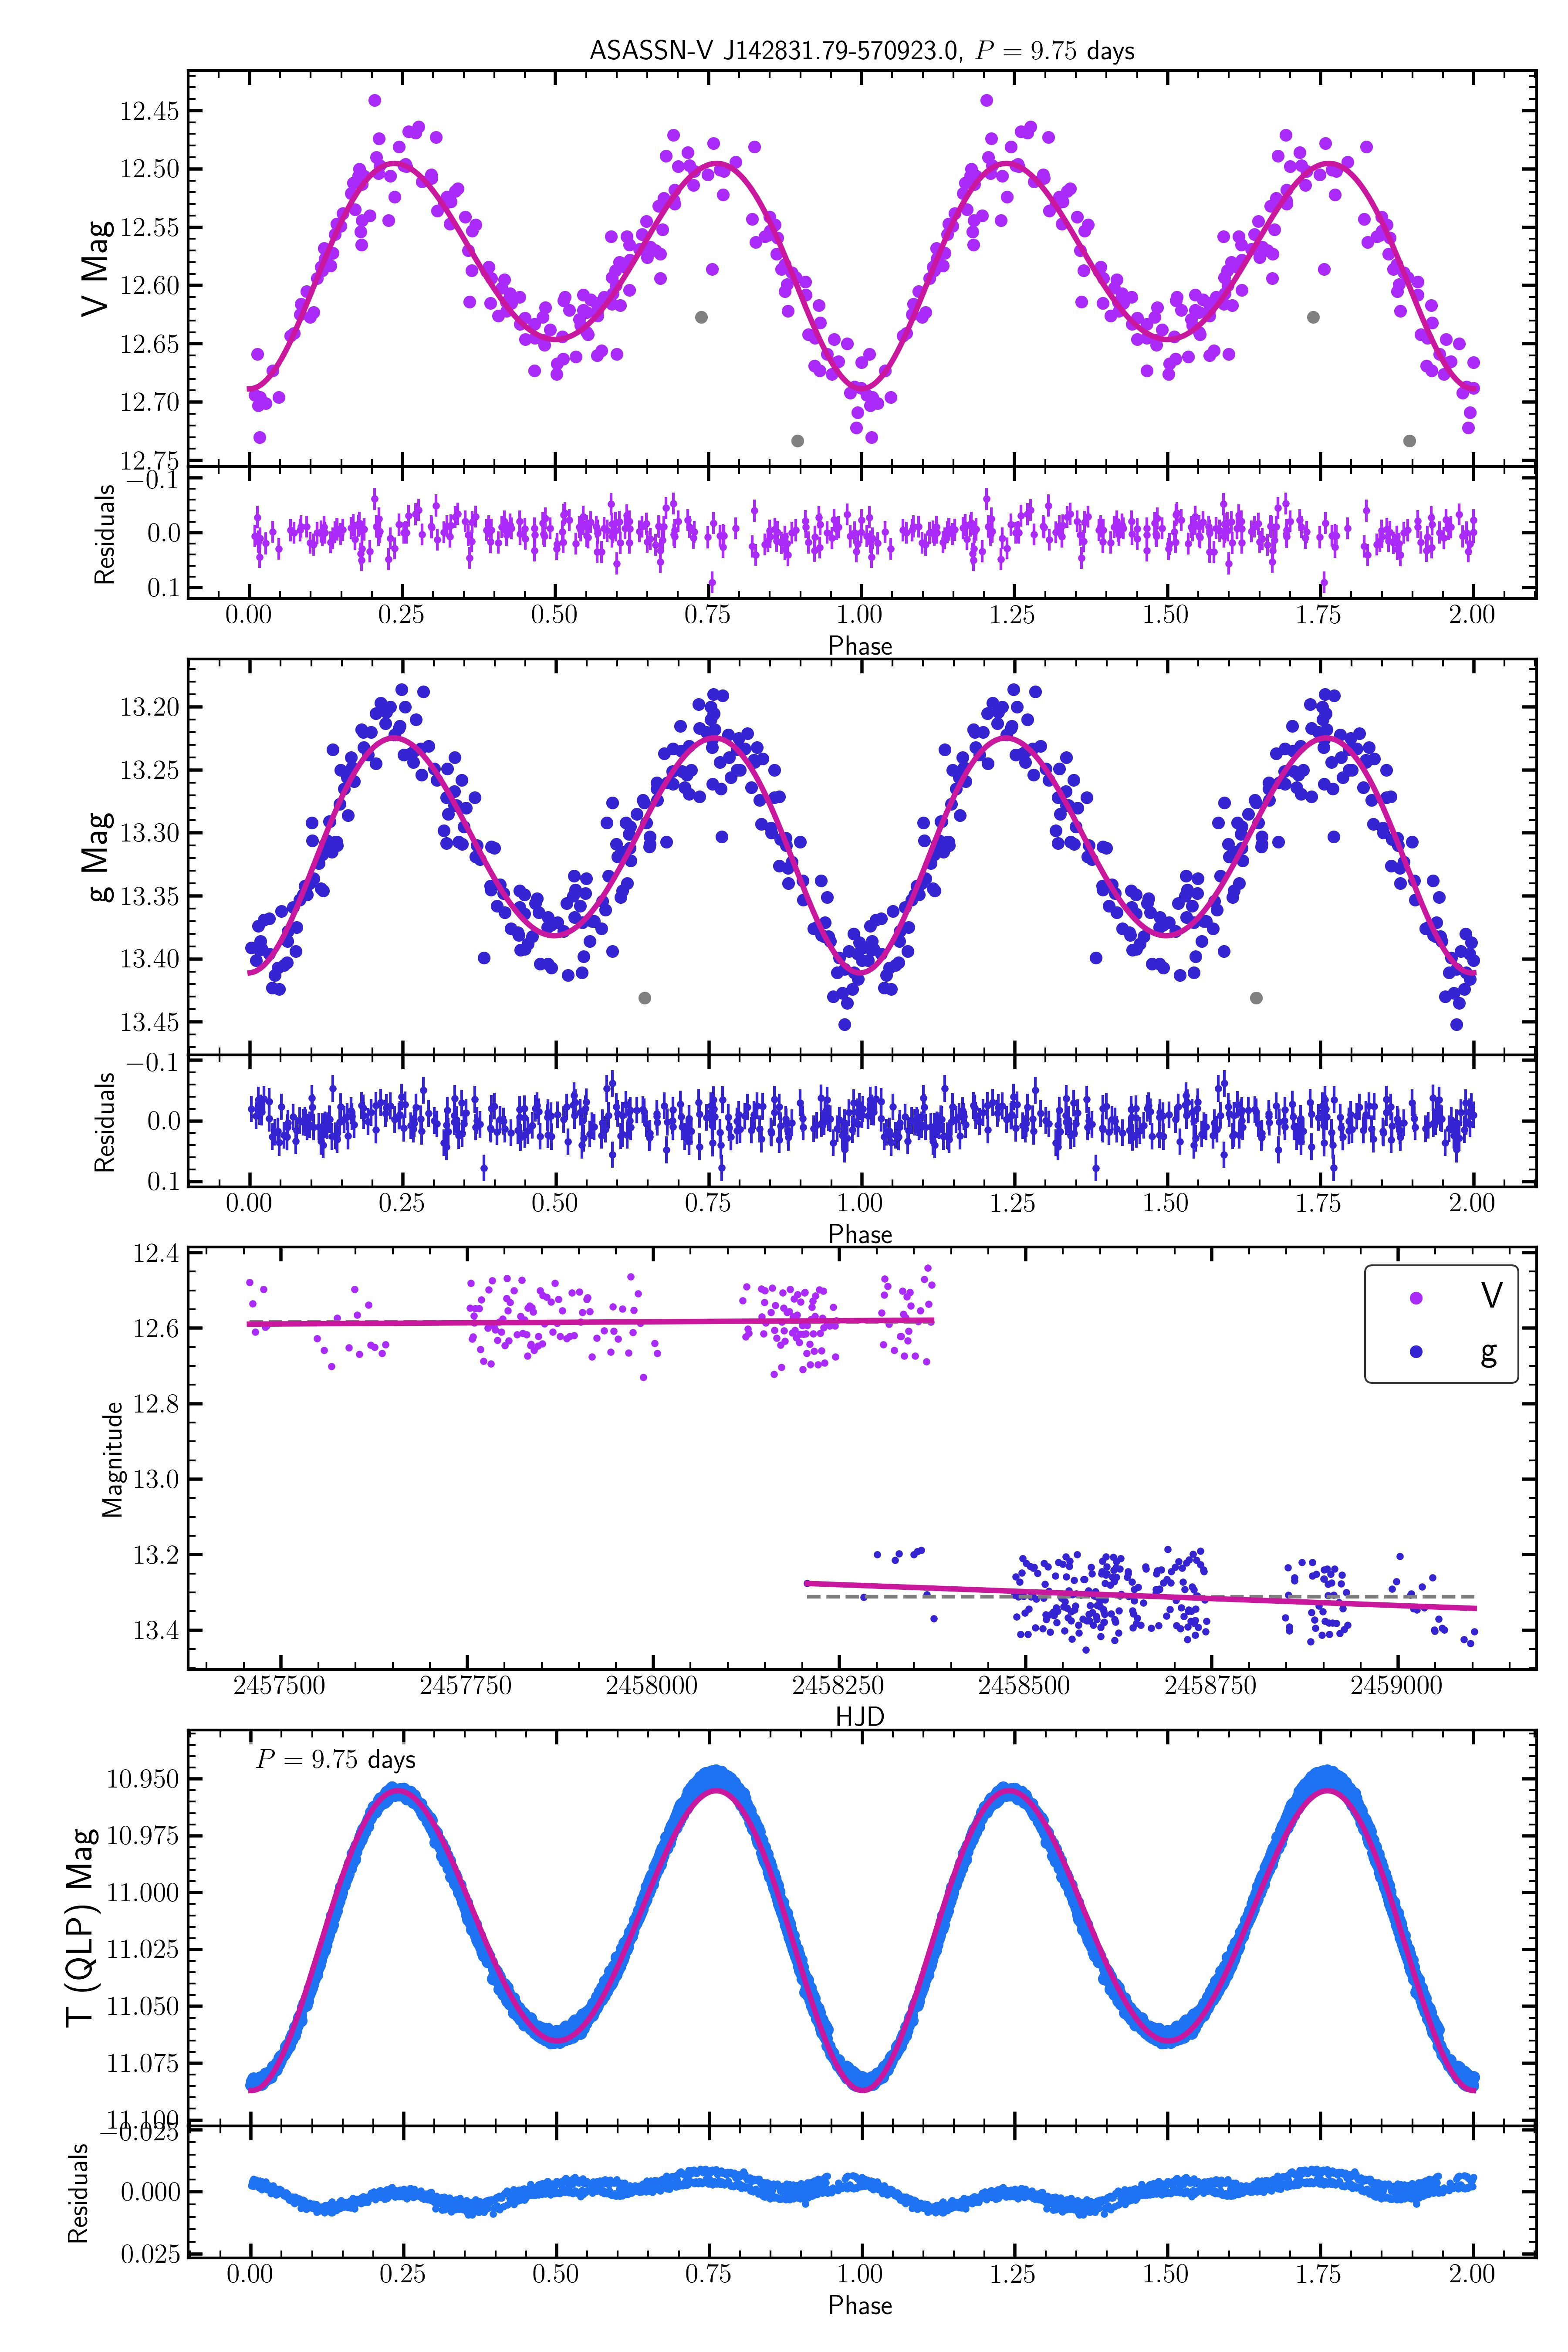 ASASSN-V J142831.79-570923.0, P = 9.75 days
V Mag
12.45
12.50
12.55
12.60
12.65
12.70
12.75
Residuals
−0.1
0.0
0.1
0.00 0.25 0.50 0.75 1.00 1.25 1.50 1.75 2.00
Phase
g Mag
13.20
13.25
13.30
13.35
13.40
13.45
Residuals
−0.1
0.0
0.1
0.00 0.25 0.50 0.75 1.00 1.25 1.50 1.75 2.00
Phase
Magnitude
12.4
12.6
12.8
13.0
13.2
13.4
V
g
2457500 2457750 2458000 2458250 2458500 2458750 2459000
HJD
P = 9.75 days
T (QLP) Mag
10.950
10.975
11.000
11.025
11.050
11.075
11.100
Residuals
−0.025
0.000
0.025
0.00 0.25 0.50 0.75 1.00 1.25 1.50 1.75 2.00
Phase